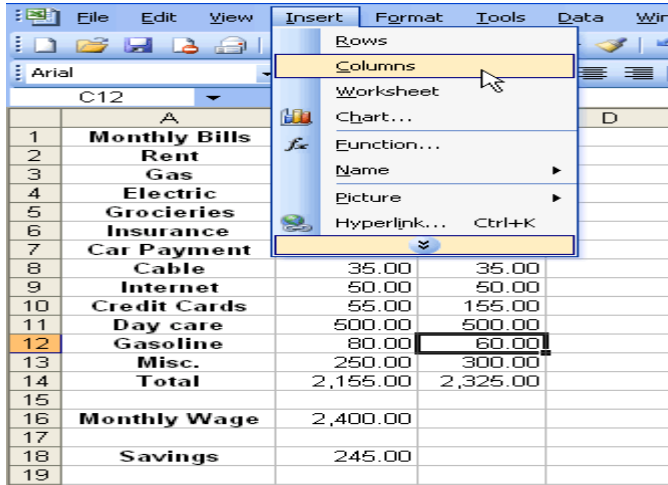 File Edit View Insert Format Tools Data Win
Arial
C12
Rows
Columns
Worksheet
Chart...
Function...
Name
Picture
Hyperlink... Ctrl+K
A D
1 Monthly Bills
2 Rent
3 Gas
4 Electric
5 Grocieries
6 Insurance
7 Car Payment
8 Cable 35.00 35.00
9 Internet 50.00 50.00
10 Credit Cards 55.00 155.00
11 Day care 500.00 500.00
12 Gasoline 80.00 60.00
13 Misc. 250.00 300.00
14 Total 2,155.00 2,325.00
15
16 Monthly Wage 2,400.00
17
18 Savings 245.00
19